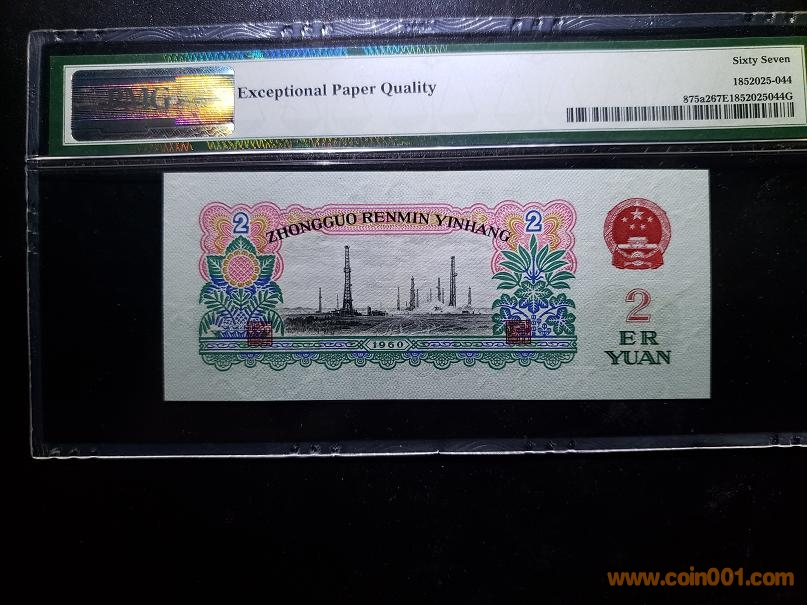 PMG
Exceptional Paper Quality
Sixty Seven
1852025-044
875a267E1852025044G
2
2
ZHONGGUO RENMIN YINHANG
1960
2
ER
YUAN
www.coin001.com